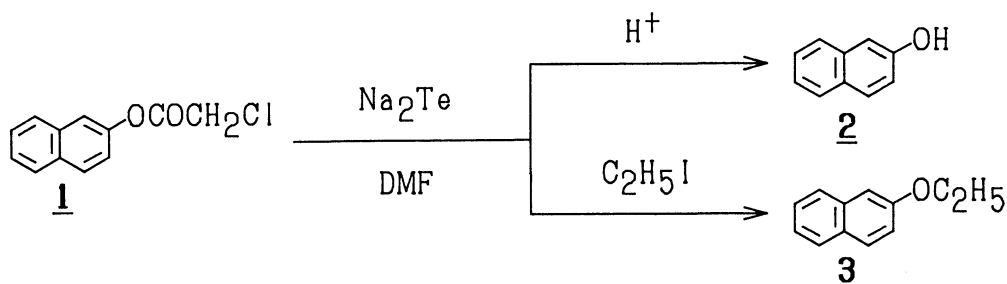 OCOCH2Cl
1
Na2Te
DMF
H+
OH
2
C2H5I
OC2H5
3